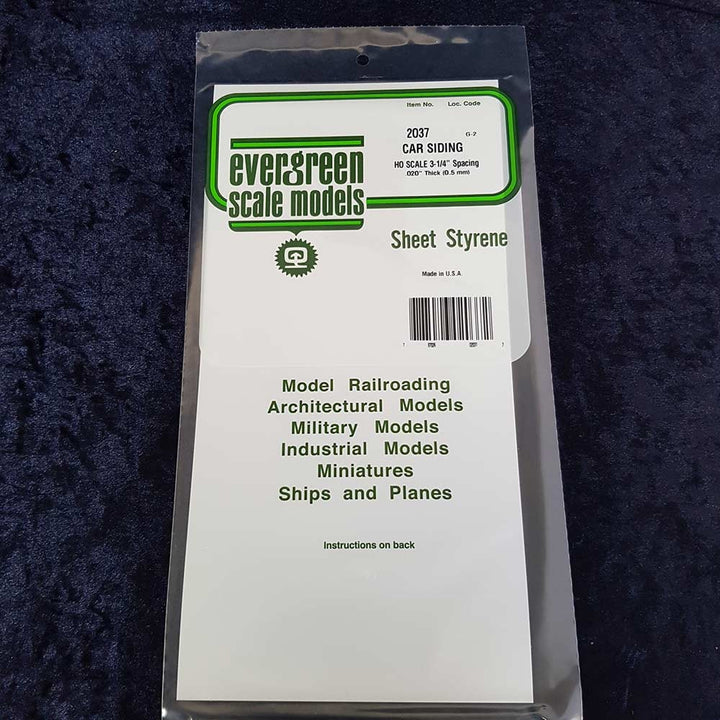 Item No. Loc. Code
2037 G-2
CAR SIDING
HO SCALE 3-1/4" Spacing
.020" Thick (0.5 mm)
evergreen
scale models
Sheet Styrene
Made in U.S.A
Model Railroading
Architectural Models
Military Models
Industrial Models
Miniatures
Ships and Planes
Instructions on back